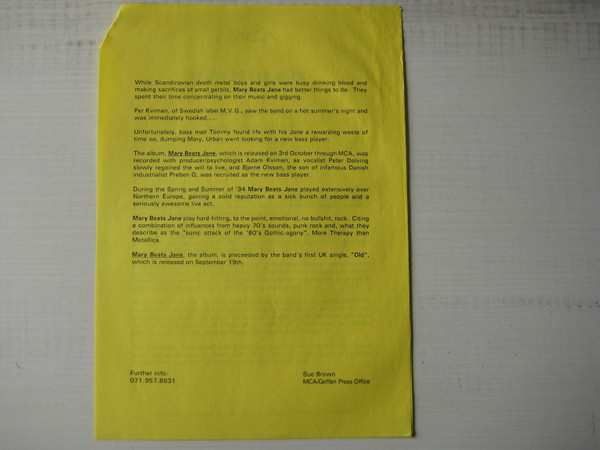 While Scandinavian death metal boys and girls were busy drinking blood and
making sacrifices of small gerbils, Mary Beats Jane had better things to do. They
spent their time concentrating on their music and gigging.
Per Kviman, of Swedish label M.V.G., saw the band on a hot summer's night and
was immediately hooked....
Unfortunately, bass man Tommy found life with his Jane a rewarding waste of
time so, dumping Mary, Urban went looking for a new bass player.
The album, Mary Beats Jane, which is released on 3rd October through MCA, was
recorded with producer/psychologist Adam Kviman, as vocalist Peter Dolving
slowly regained the will to live, and Bjarne Olsson, the son of infamous Danish
industrialist Preben O, was recruited as the new bass player.
During the Spring and Summer of '94 Mary Beats Jane played extensively over
Northern Europe, gaining a solid reputation as a sick bunch of people and a
seriously awesome live act.
Mary Beats Jane play hard-hitting, to the point, emotional, no bullshit, rock. Citing
a combination of influences from heavy 70's sounds, punk rock and, what they
describe as the "sonic attack of the '80's Gothic-agony". More Therapy than
Metallica.
Mary Beats Jane, the album, is preceeded by the band's first UK single, "Old",
which is released on September 19th.
Further info:
071.957.8631
Sue Brown
MCA/Geffen Press Office